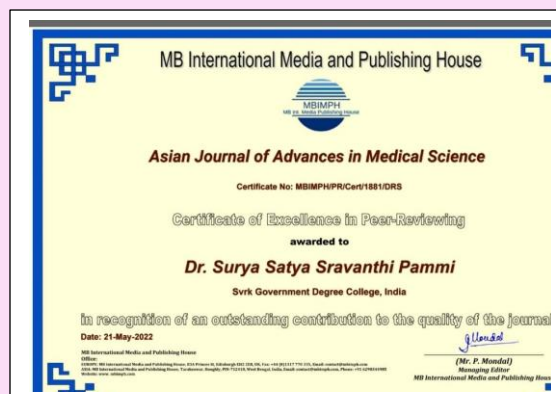 MB International Media and Publishing House
MBIMPH
MB Int. Media Publishing House
Asian Journal of Advances in Medical Science
Certificate No: MBIMPH/PR/Cert/1881/DRS
Certificate of Excellence in Peer-Reviewing
awarded to
Dr. Surya Satya Sravanthi Pammi
Svrk Government Degree College, India
in recognition of an outstanding contribution to the quality of the journal
Date: 21-May-2022
MB International Media and Publishing House
Office:
(Mr. P. Mondal)
Managing Editor
MB International Media and Publishing Hous